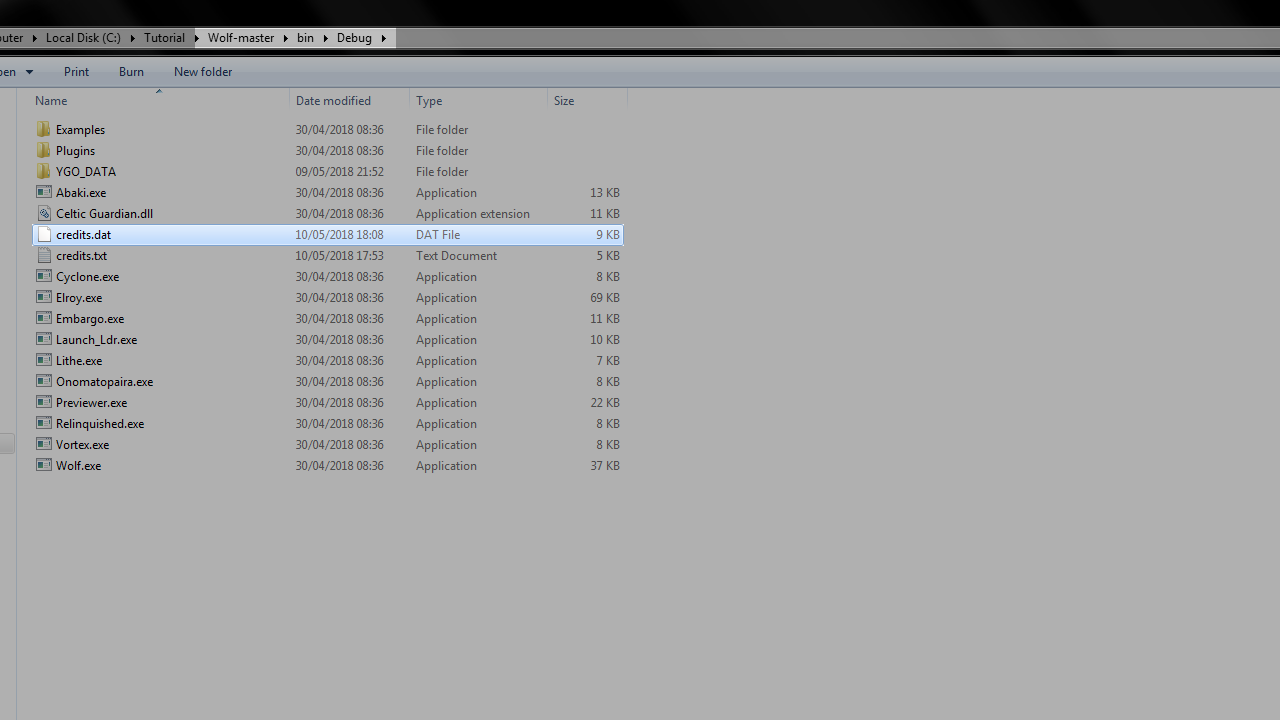 Local Disk (C:) Tutorial Wolf-master bin Debug
Print Burn New folder
Name Date modified Type Size
Examples 30/04/2018 08:36 File folder
Plugins 30/04/2018 08:36 File folder
YGO_DATA 09/05/2018 21:52 File folder
Abaki.exe 30/04/2018 08:36 Application 13 KB
Celtic Guardian.dll 30/04/2018 08:36 Application extension 11 KB
credits.dat 10/05/2018 18:08 DAT File 9 KB
credits.txt 10/05/2018 17:53 Text Document 5 KB
Cyclone.exe 30/04/2018 08:36 Application 8 KB
Elroy.exe 30/04/2018 08:36 Application 69 KB
Embargo.exe 30/04/2018 08:36 Application 11 KB
Launch_Ldr.exe 30/04/2018 08:36 Application 10 KB
Lithe.exe 30/04/2018 08:36 Application 7 KB
Onomatopaira.exe 30/04/2018 08:36 Application 8 KB
Previewer.exe 30/04/2018 08:36 Application 22 KB
Relinquished.exe 30/04/2018 08:36 Application 8 KB
Vortex.exe 30/04/2018 08:36 Application 8 KB
Wolf.exe 30/04/2018 08:36 Application 37 KB